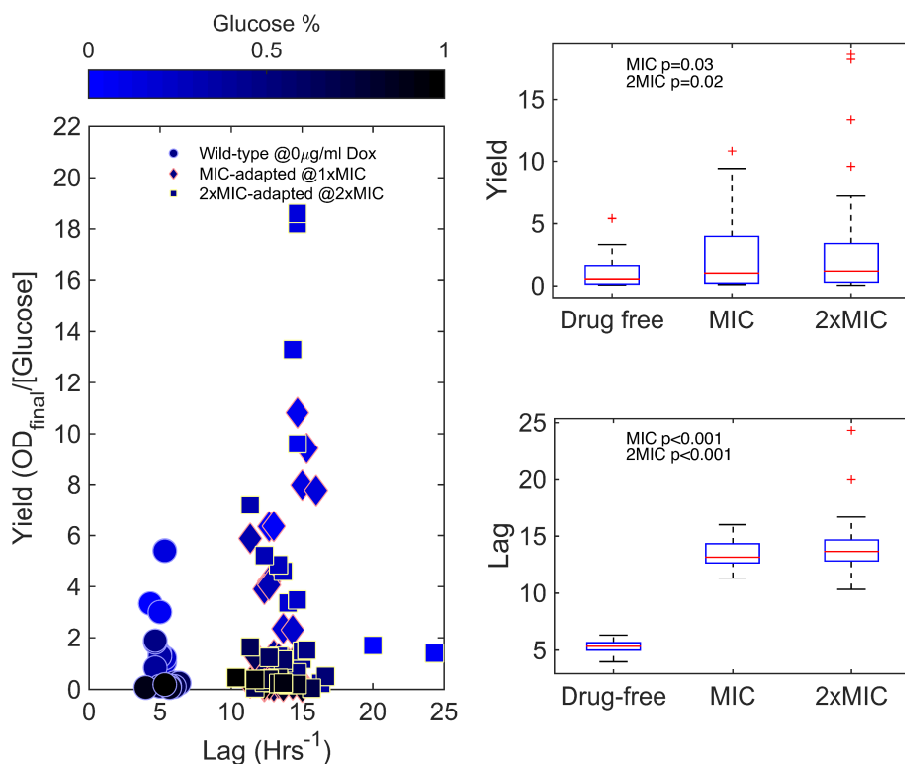 Glucose %
0 0.5 1
22
20
18
16
14
12
10
8
6
4
2
0
Yield (OD_final/[Glucose]
Wild-type @0μg/ml Dox
MIC-adapted @1xMIC
2xMIC-adapted @2xMIC
0 5 10 15 20 25
Lag (Hrs⁻¹)
MIC p=0.03
2MIC p=0.02
15
10
5
0
Yield
Drug free MIC 2xMIC
MIC p<0.001
2MIC p<0.001
25
20
15
10
5
Lag
Drug-free MIC 2xMIC